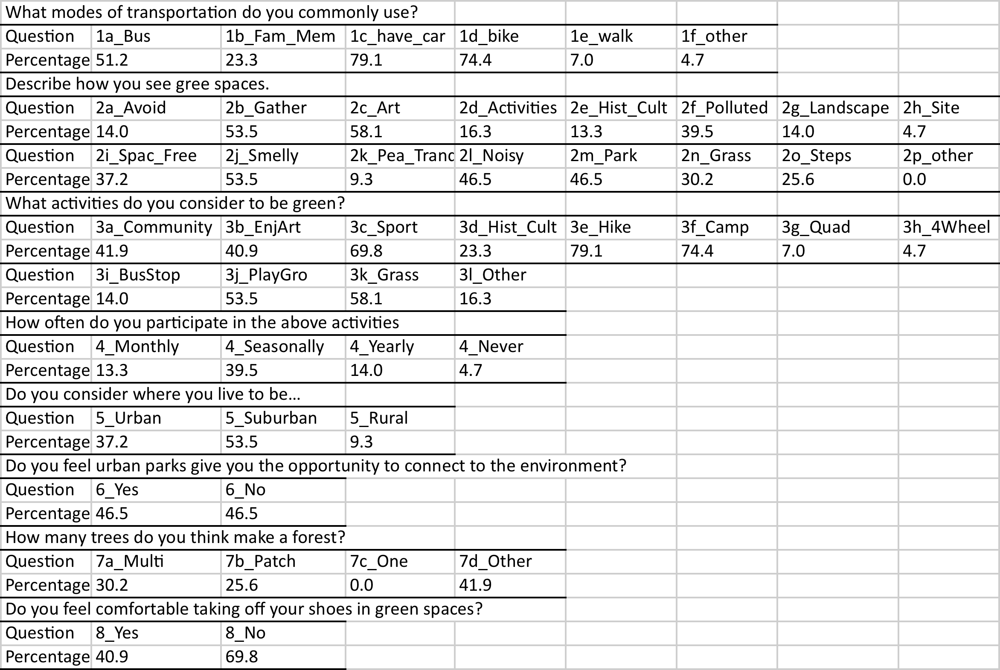 What modes of transportation do you commonly use?
Question 1a_Bus 1b_Fam_Mem 1c_have_car 1d_bike 1e_walk 1f_other
Percentage 51.2 23.3 79.1 74.4 7.0 4.7
Describe how you see gree spaces.
Question 2a_Avoid 2b_Gather 2c_Art 2d_Activities 2e_Hist_Cult 2f_Polluted 2g_Landscape 2h_Site
Percentage 14.0 53.5 58.1 16.3 13.3 39.5 14.0 4.7
Question 2i_Spac_Free 2j_Smelly 2k_Pea_Tranc 2l_Noisy 2m_Park 2n_Grass 2o_Steps 2p_other
Percentage 37.2 53.5 9.3 46.5 46.5 30.2 25.6 0.0
What activities do you consider to be green?
Question 3a_Community 3b_EnjArt 3c_Sport 3d_Hist_Cult 3e_Hike 3f_Camp 3g_Quad 3h_4Wheel
Percentage 41.9 40.9 69.8 23.3 79.1 74.4 7.0 4.7
Question 3i_BusStop 3j_PlayGro 3k_Grass 3l_Other
Percentage 14.0 53.5 58.1 16.3
How often do you participate in the above activities
Question 4_Monthly 4_Seasonally 4_Yearly 4_Never
Percentage 13.3 39.5 14.0 4.7
Do you consider where you live to be...
Question 5_Urban 5_Suburban 5_Rural
Percentage 37.2 53.5 9.3
Do you feel urban parks give you the opportunity to connect to the environment?
Question 6_Yes 6_No
Percentage 46.5 46.5
How many trees do you think make a forest?
Question 7a_Multi 7b_Patch 7c_One 7d_Other
Percentage 30.2 25.6 0.0 41.9
Do you feel comfortable taking off your shoes in green spaces?
Question 8_Yes 8_No
Percentage 40.9 69.8